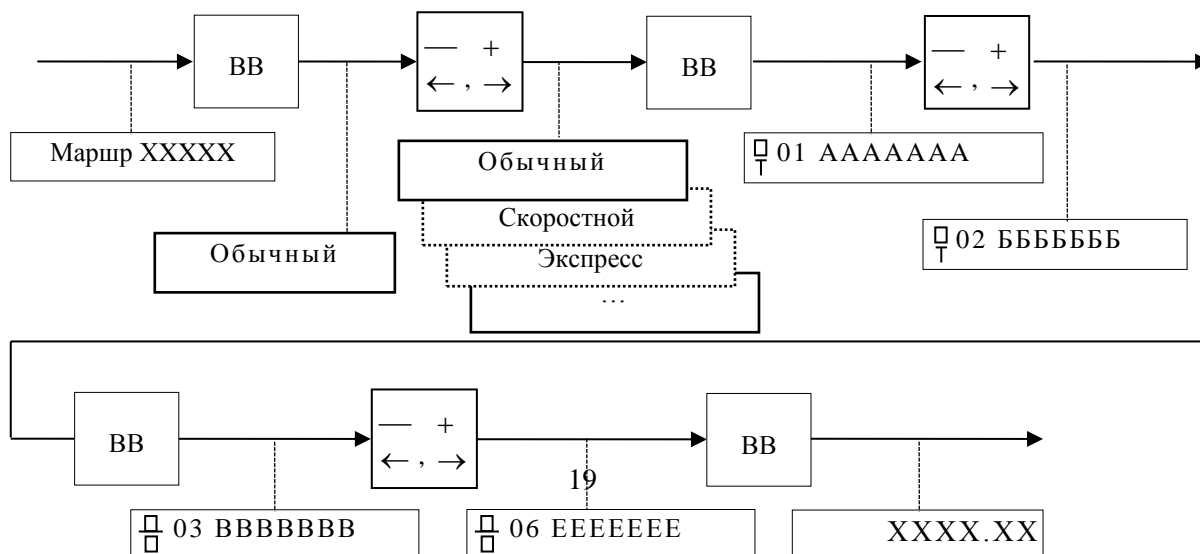 ВВ
— +
← , →
ВВ
— +
← , →
Маршр XXXXX
Обычный
01 ААААААА
Скоростной
02 БББББББ
Обычный
Экспресс
...
ВВ
— +
← , →
ВВ
19
03 ВВВВВВВ
06 ЕЕЕЕЕЕЕ
XXXX.XX